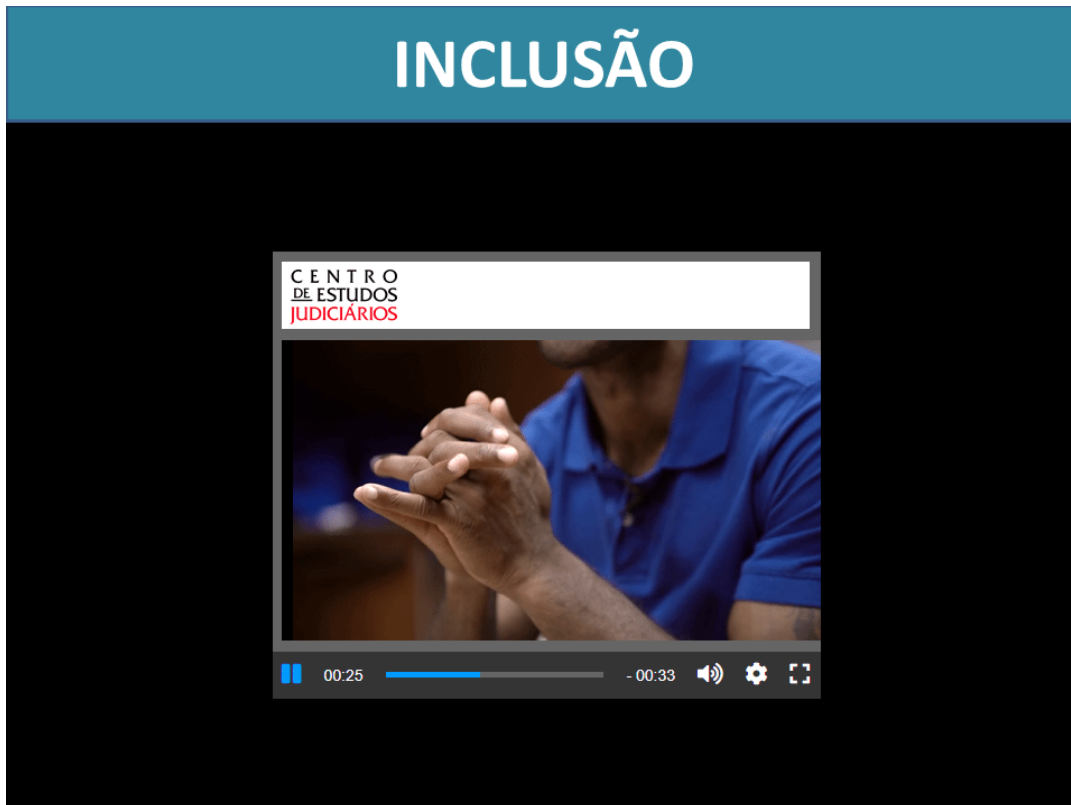 INCLUSÃO
CENTRO
DE ESTUDOS
JUDICIÁRIOS
00:25
- 00:33